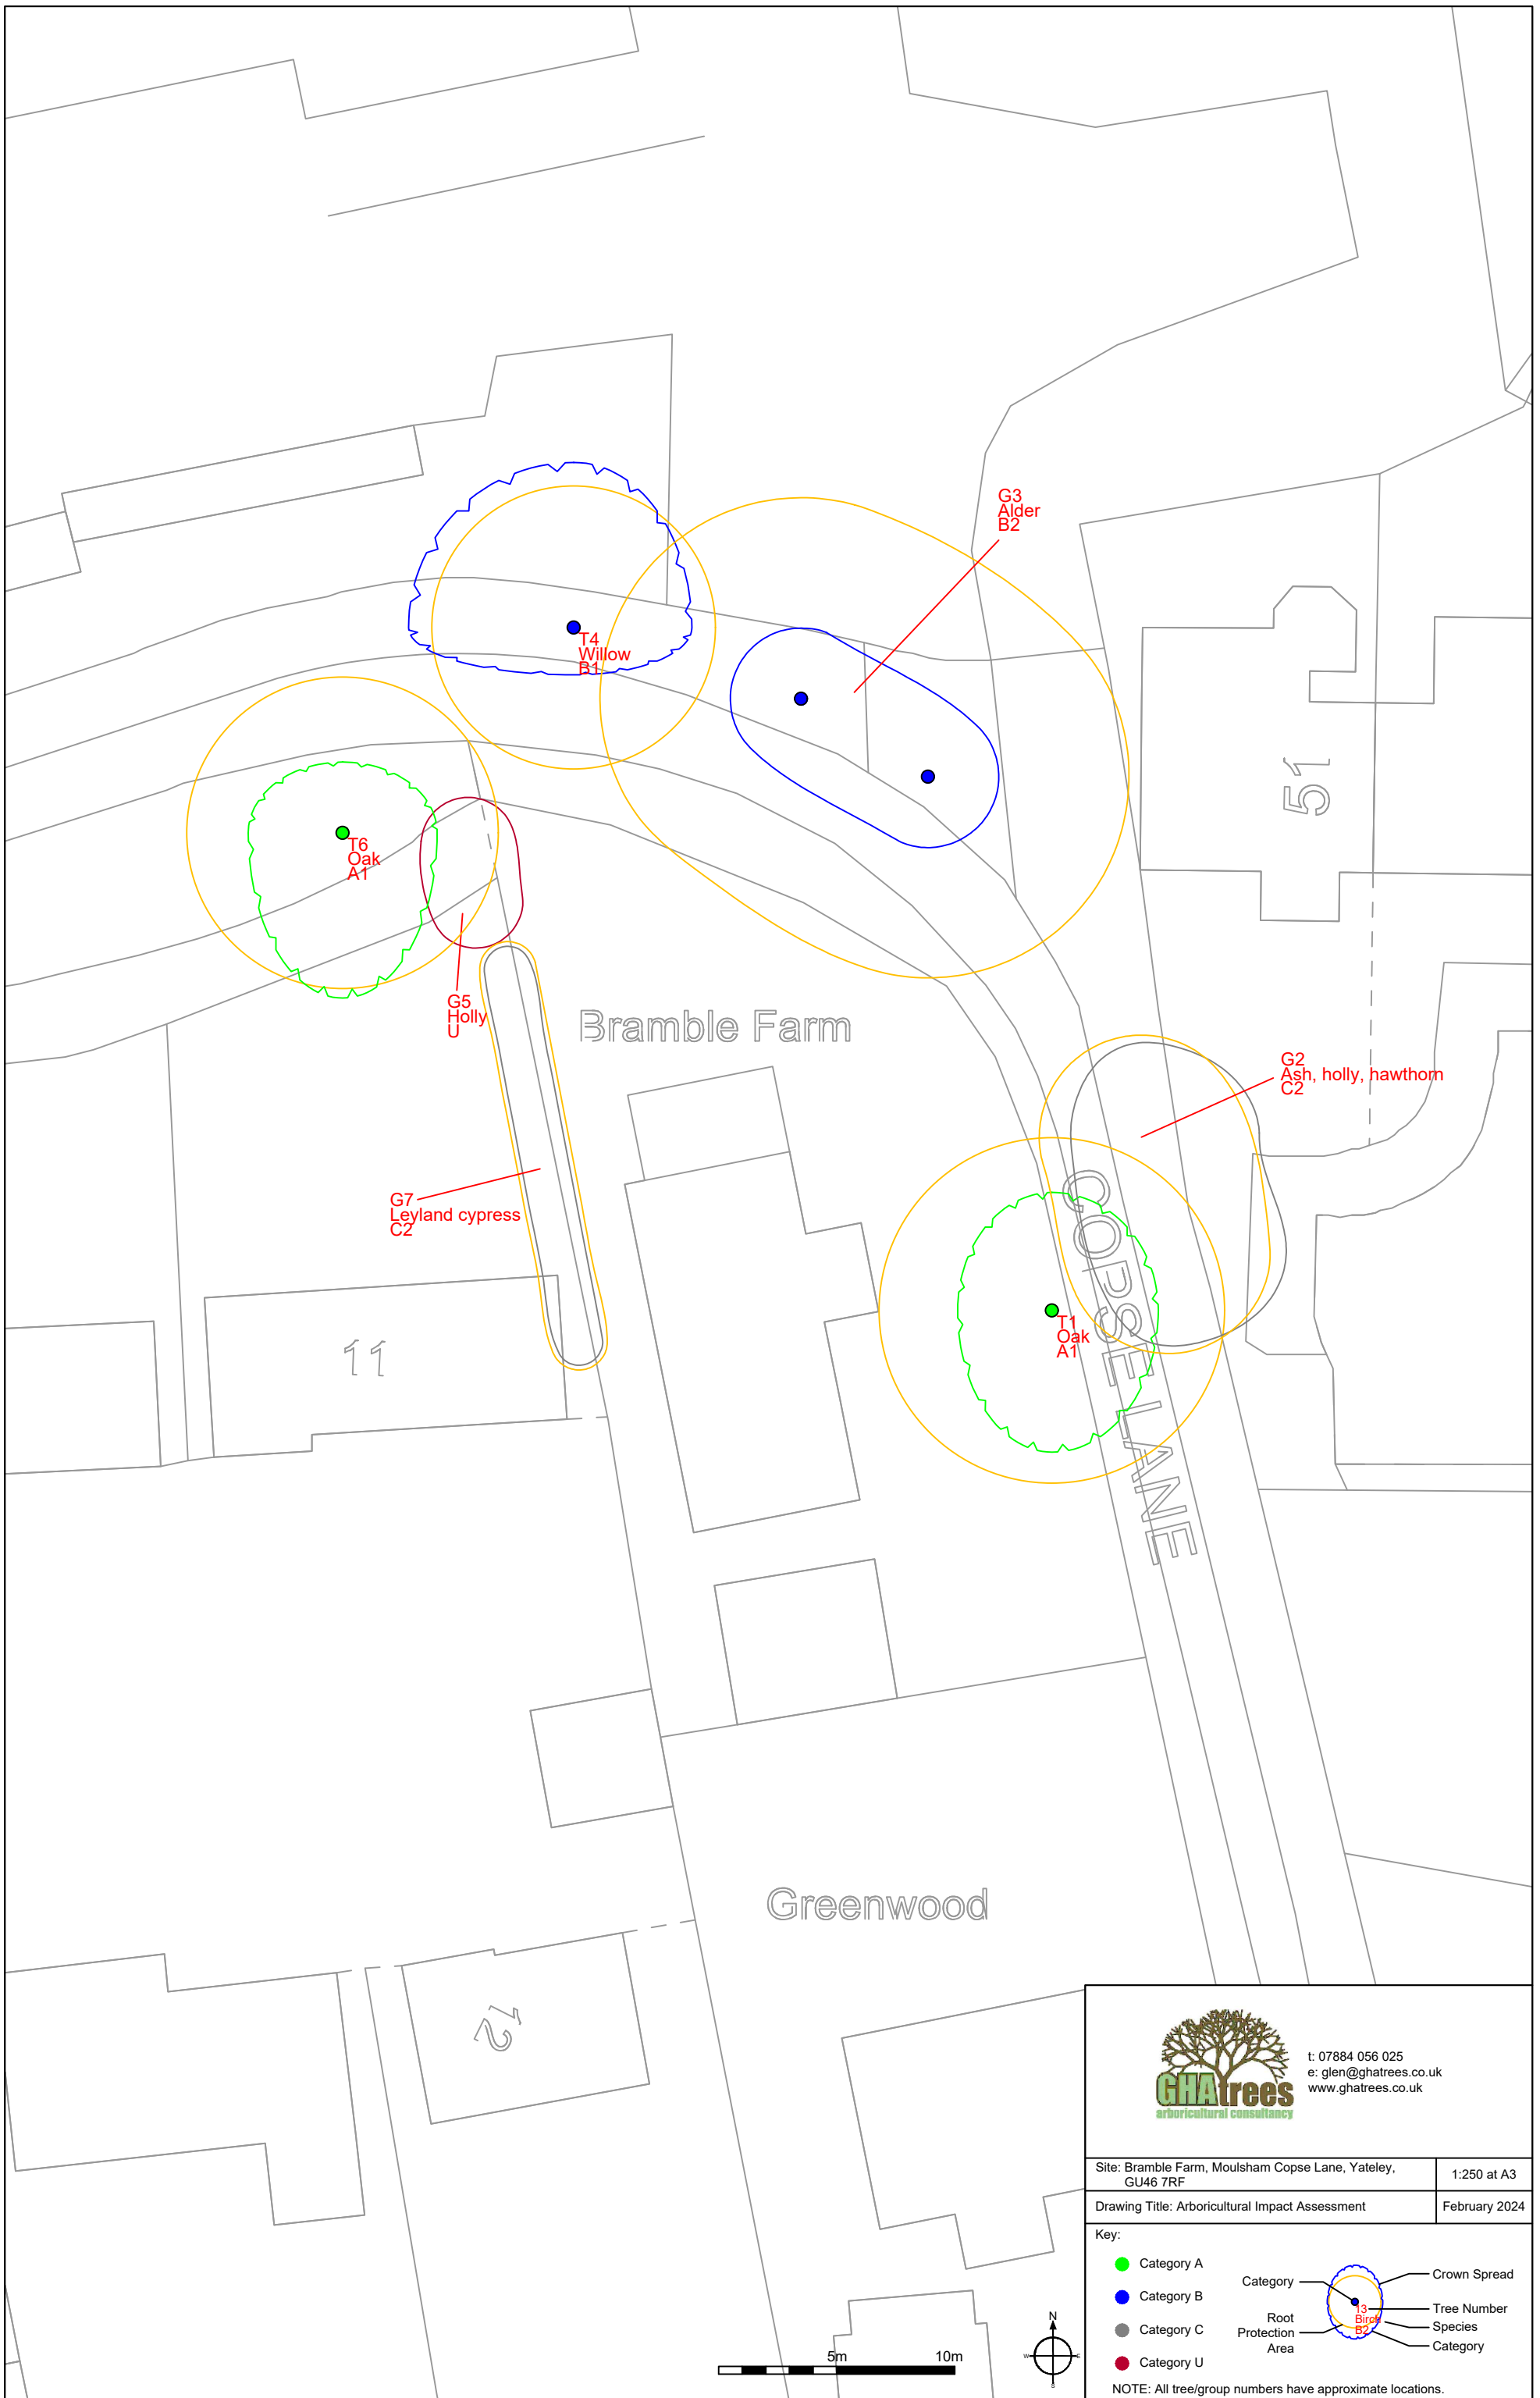 G3
Alder
B2
T4
Willow
B1
51
T6
Oak
A1
G5
Holly
U
Bramble Farm
G2
Ash, holly, hawthorn
C2
G7
Leyland cypress
C2
COPSE LANE
T1
Oak
A1
11
Greenwood
12
GHAtrees
arboricultural consultancy
t: 07884 056 025
e: glen@ghatrees.co.uk
www.ghatrees.co.uk
Site: Bramble Farm, Moulsham Copse Lane, Yateley,
GU46 7RF
1:250 at A3
Drawing Title: Arboricultural Impact Assessment
February 2024
Key:
Category A
Category B
Category C
Category U
Category
Root
Protection
Area
13
Birch
B2
Crown Spread
Tree Number
Species
Category
NOTE: All tree/group numbers have approximate locations.
5m
10m
N
W
E
S